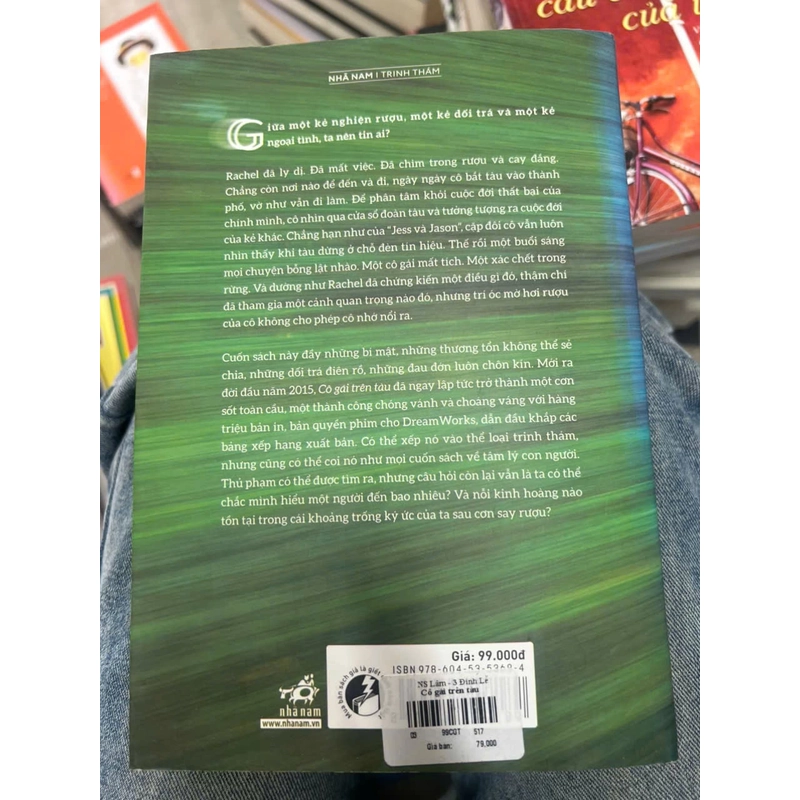 CÂU
CỦA
NHÃ NAM | TRINH THÁM
Giữa một kẻ nghiện rượu, một kẻ dối trá và một kẻ
ngoại tình, ta nên tin ai?
Rachel đã ly dị. Đã mất việc. Đã chìm trong rượu và cay đắng.
Chẳng còn nơi nào để đến và đi, ngày ngày cô bắt tàu vào thành
phố, vờ như vẫn đi làm. Để phân tâm khỏi cuộc đời thất bại của
chính mình, cô nhìn qua cửa sổ đoàn tàu và tưởng tượng ra cuộc đời
của kẻ khác. Chẳng hạn như của "Jess và Jason", cặp đôi cô vẫn luôn
nhìn thấy khi tàu dừng ở chỗ đèn tín hiệu. Thế rồi một buổi sáng
mọi chuyện bỗng lật nhào. Một cô gái mất tích. Một xác chết trong
rừng. Và dường như Rachel đã chứng kiến một điều gì đó, thậm chí
đã tham gia một cảnh quan trọng nào đó, nhưng trí óc mờ hơi rượu
của cô không cho phép cô nhớ nổi ra.
Cuốn sách này đầy những bí mật, những thương tổn không thể sẻ
chia, những dối trá điên rồ, những đau đớn luôn chôn kín. Mới ra
đời đầu năm 2015, Cô gái trên tàu đã ngay lập tức trở thành một cơn
sốt toàn cầu, một thành công chóng vánh và choáng váng với hàng
triệu bản in, bản quyền phim cho DreamWorks, dẫn đầu khắp các
bảng xếp hạng xuất bản. Có thể xếp nó vào thể loại trinh thám,
nhưng cũng có thể coi nó như mọi cuốn sách về tâm lý con người.
Thủ phạm có thể được tìm ra, nhưng câu hỏi còn lại vẫn là ta có thể
chắc mình hiểu một người đến bao nhiêu? Và nỗi kinh hoàng nào
tồn tại trong cái khoảng trống ký ức của ta sau cơn say rượu?
nhã nam
www.nhanam.vn
Mua bán sách giả là giết
Giá: 99.000đ
ISBN 978-604-53-5369-4
NS Lâm - 3 Đinh Lễ
Cô gái trên tàu
03 99CGT 517
Giá bán: 79,000